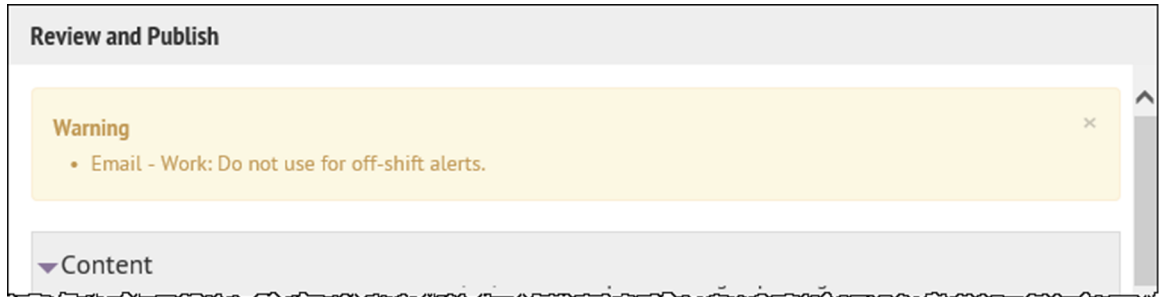 Review and Publish
Warning
×
• Email - Work: Do not use for off-shift alerts.
Content